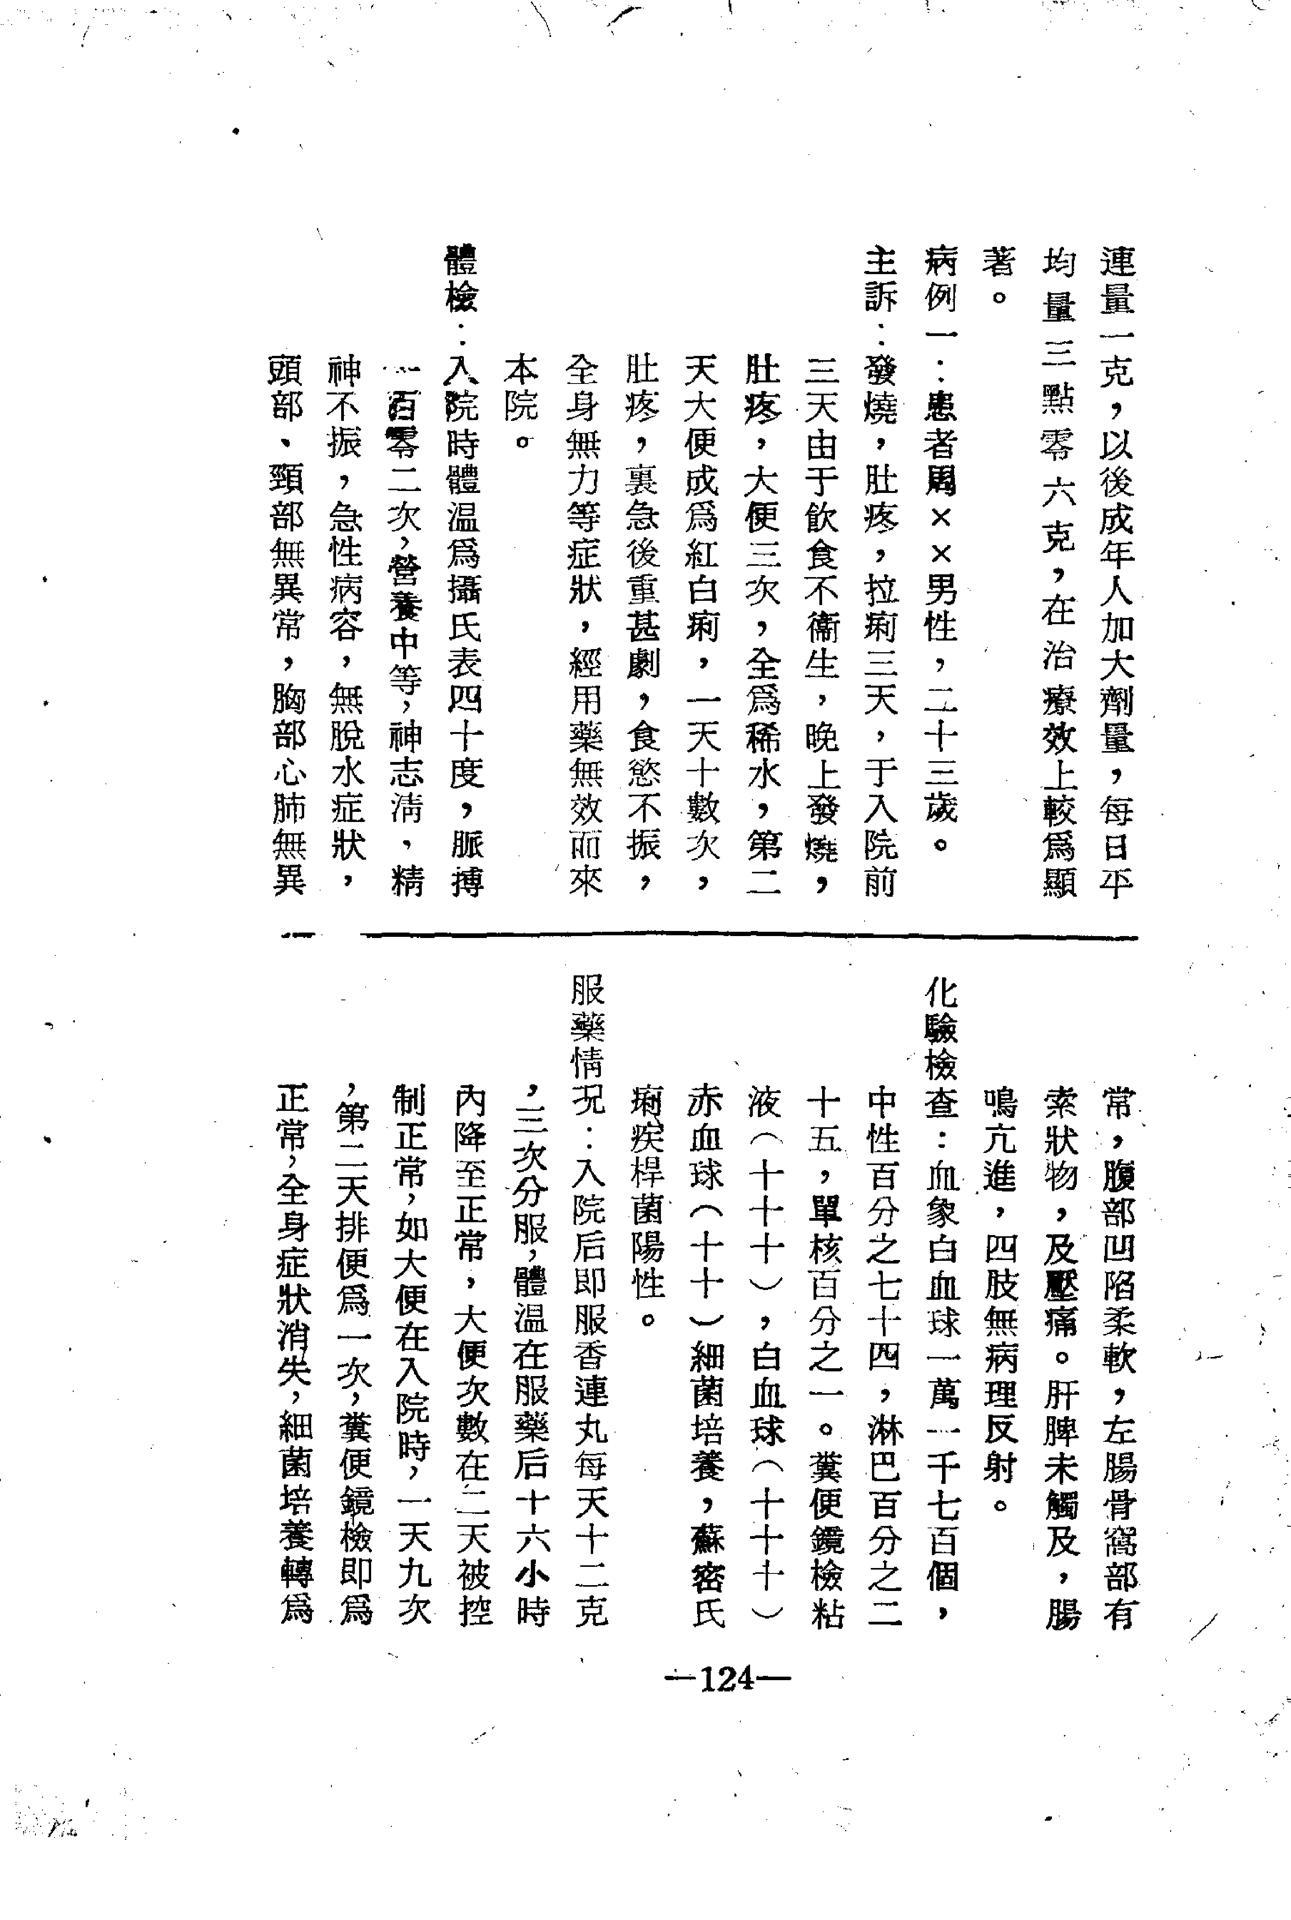 連量一克，以後成年人加大劑量，每日平
均量三點零六克，在治療效上較爲顯
著。
病例一：患者周××男性，二十三歲。
主訴：發燒，肚疼，拉痢三天，于入院前
三天由于飲食不衞生，晚上發燒，
肚疼，大便三次，全爲稀水，第二
天大便成爲紅白痢，一天十數次，
肚疼，裏急後重甚劇，食慾不振，
全身無力等症狀，經用藥無效而來
本院。
體檢：入院時體温爲攝氏表四十度，脈搏
一百零二次，營養中等，神志淸，精
神不振，急性病容，無脫水症狀，
頭部、頸部無異常，胸部心肺無異
常，腹部凹陷柔軟，左腸骨窩部有
索狀物，及壓痛。肝脾未觸及，腸
鳴亢進，四肢無病理反射。
化驗檢查：血象白血球一萬一千七百個，
中性百分之七十四，淋巴百分之二
十五，單核百分之一。糞便鏡檢粘
液（十十十），白血球（十十十）
赤血球（十十）細菌培養，蘇密氏
痢疾桿菌陽性。
服藥情況：入院后即服香連丸每天十二克
，三次分服，體温在服藥后十六小時
內降至正常，大便次數在二天被控
制正常，如大便在入院時，一天九次
，第二天排便爲一次，糞便鏡檢即爲
正常，全身症狀消失，細菌培養轉爲
—124—